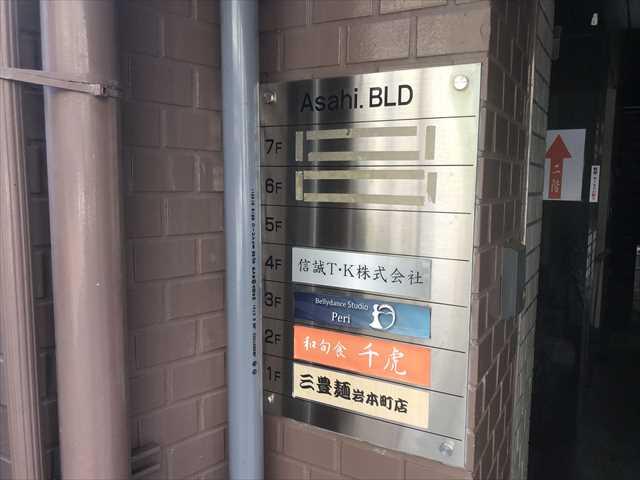 Asahi. BLD
7F
6F
5F
4F 信誠T・K株式会社
3F Bellydance Studio
Peri
2F 和旬食 千虎
1F 三豊麺 岩本町店
二階